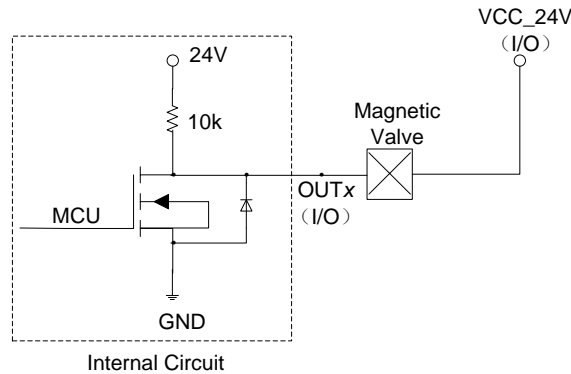 VCC_24V
（I/O）
24V
10k
Magnetic
Valve
OUTx
（I/O）
MCU
GND
Internal Circuit